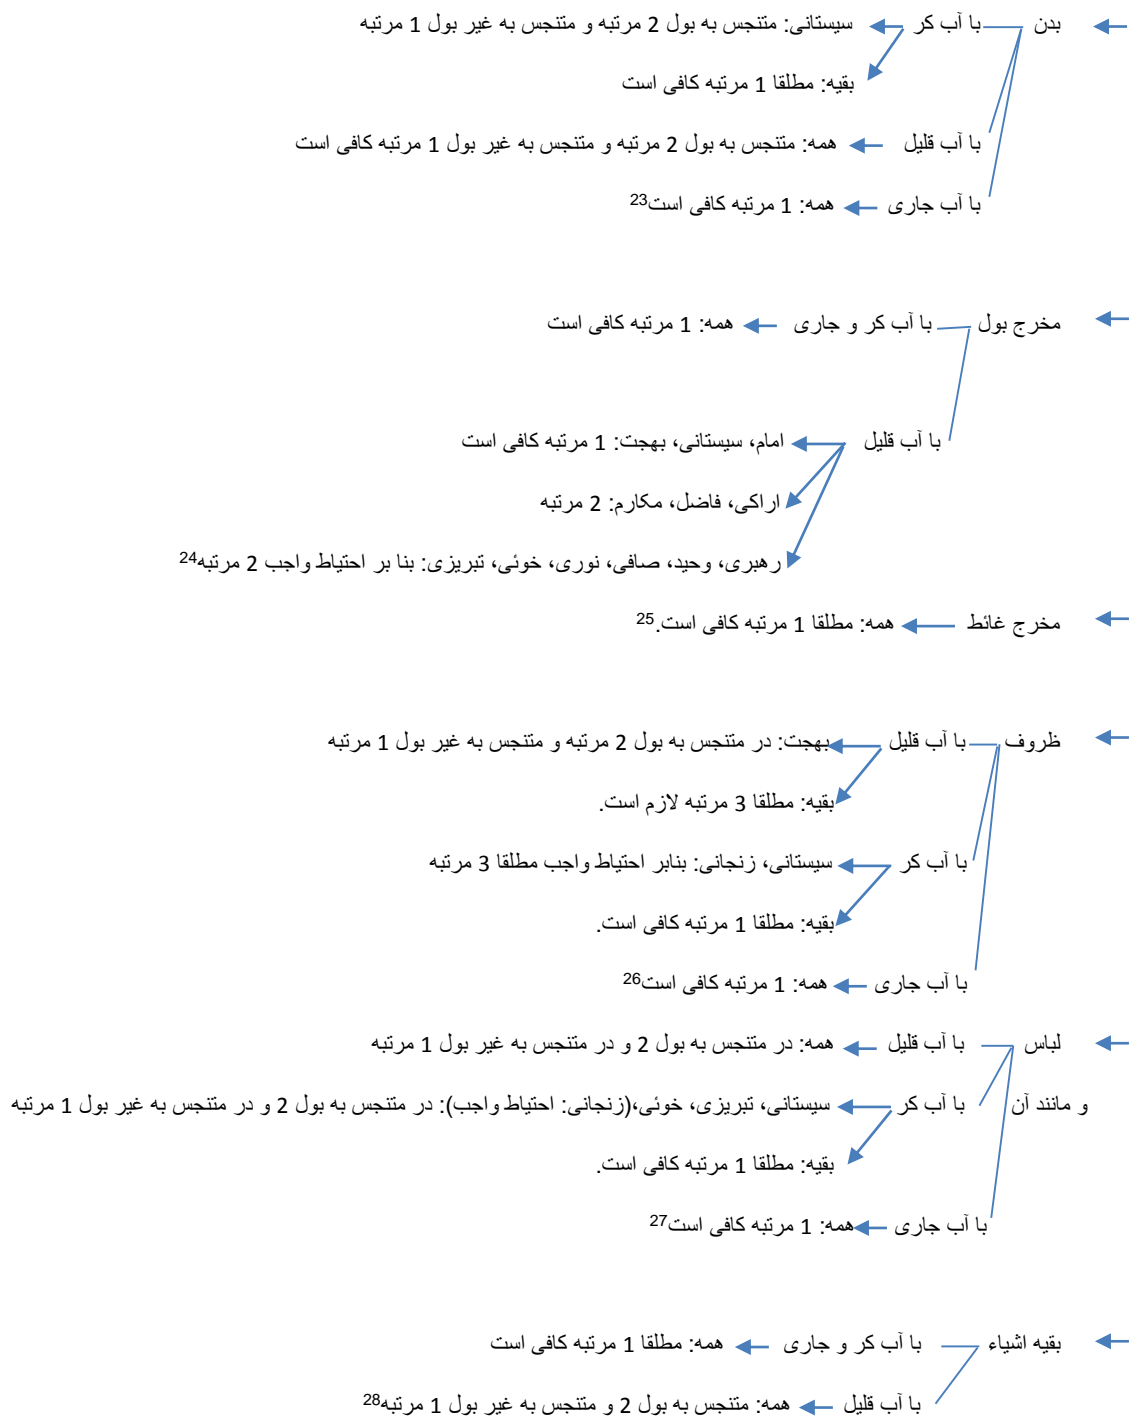 بدن با آب کر سیستانی: متنجس به بول 2 مرتبه و متنجس به غیر بول 1 مرتبه
بقیه: مطلقا 1 مرتبه کافی است
با آب قلیل همه: متنجس به بول 2 مرتبه و متنجس به غیر بول 1 مرتبه کافی است
با آب جاری همه: 1 مرتبه کافی است23
مخرج بول با آب کر و جاری همه: 1 مرتبه کافی است
با آب قلیل امام، سیستانی، بهجت: 1 مرتبه کافی است
اراکی، فاضل، مکارم: 2 مرتبه
رهبری، وحید، صافی، نوری، خوئی، تبریزی: بنا بر احتیاط واجب 2 مرتبه24
مخرج غائط همه: مطلقا 1 مرتبه کافی است.25
ظروف با آب قلیل بهجت: در متنجس به بول 2 مرتبه و متنجس به غیر بول 1 مرتبه
بقیه: مطلقا 3 مرتبه لازم است.
با آب کر سیستانی، زنجانی: بنابر احتیاط واجب مطلقا 3 مرتبه
بقیه: مطلقا 1 مرتبه کافی است.
با آب جاری همه: 1 مرتبه کافی است26
لباس با آب قلیل همه: در متنجس به بول 2 و در متنجس به غیر بول 1 مرتبه
و مانند آن با آب کر سیستانی، تبریزی، خوئی،(زنجانی: احتیاط واجب): در متنجس به بول 2 و در متنجس به غیر بول 1 مرتبه
بقیه: مطلقا 1 مرتبه کافی است.
با آب جاری همه: 1 مرتبه کافی است27
بقیه اشیاء با آب کر و جاری همه: مطلقا 1 مرتبه کافی است
با آب قلیل همه: متنجس به بول 2 و متنجس به غیر بول 1 مرتبه28